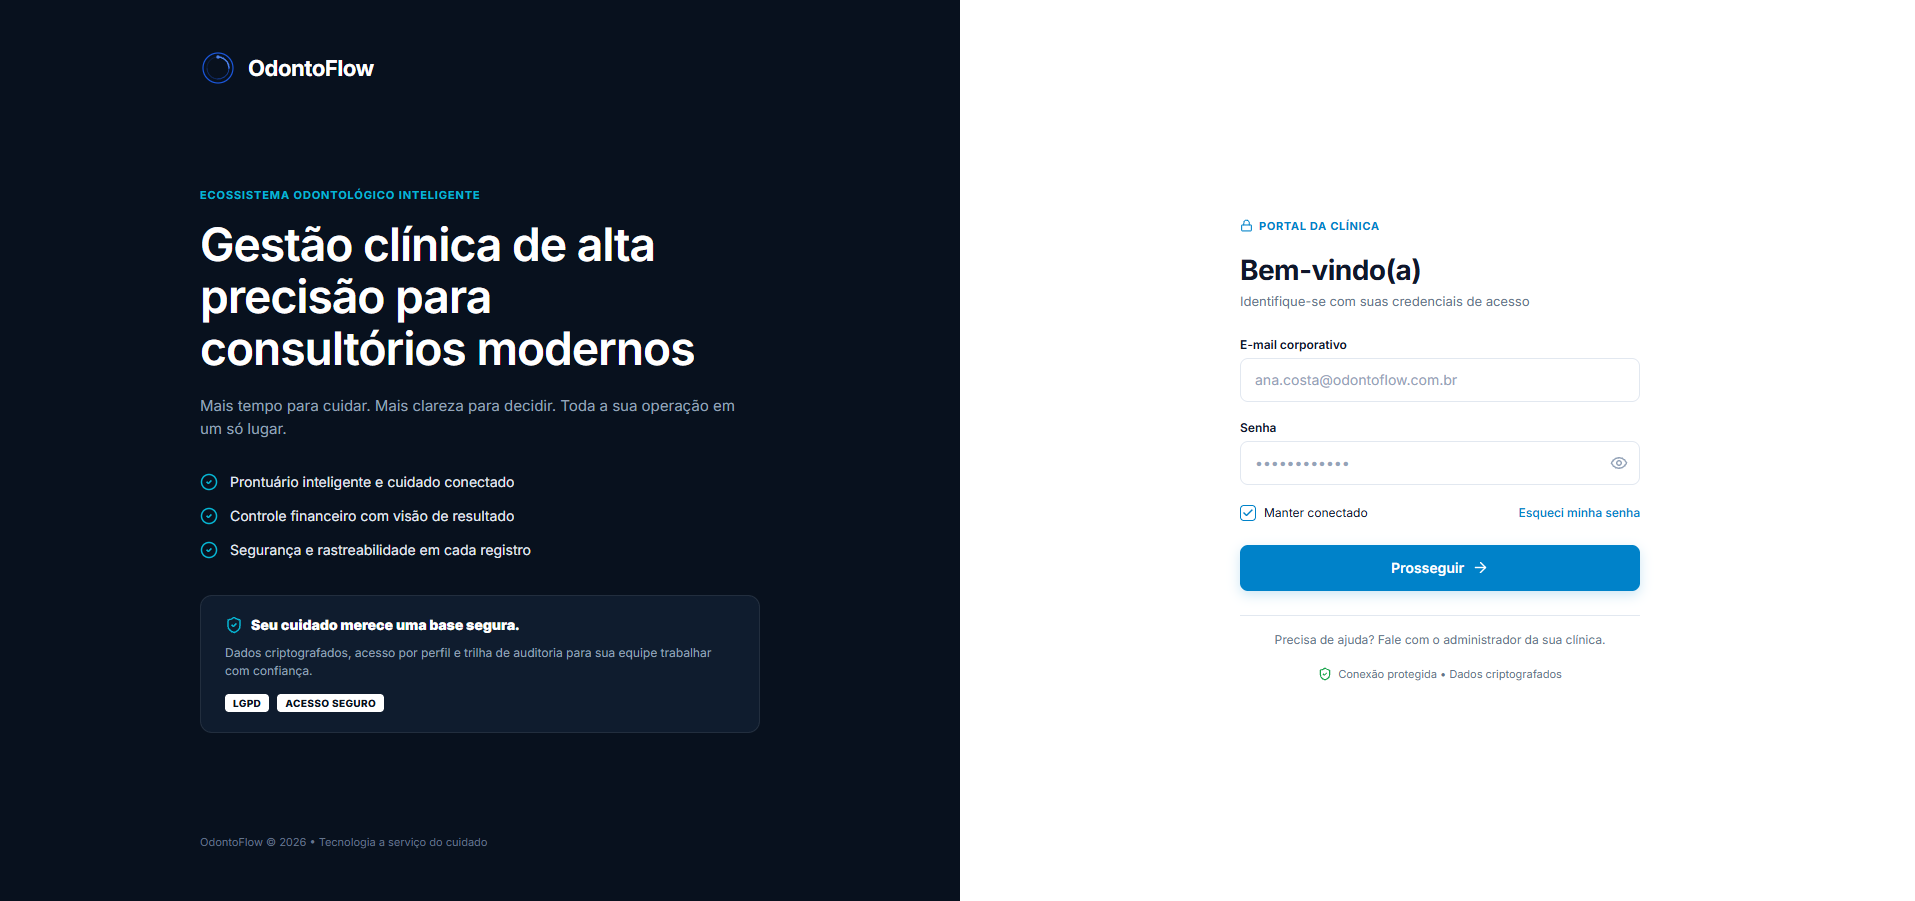 OdontoFlow
ECOSSISTEMA ODONTOLÓGICO INTELIGENTE
Gestão clínica de alta
precisão para
consultórios modernos
Mais tempo para cuidar. Mais clareza para decidir. Toda a sua operação em
um só lugar.
Prontuário inteligente e cuidado conectado
Controle financeiro com visão de resultado
Segurança e rastreabilidade em cada registro
Seu cuidado merece uma base segura.
Dados criptografados, acesso por perfil e trilha de auditoria para sua equipe trabalhar
com confiança.
LGPD ACESSO SEGURO
OdontoFlow © 2026 • Tecnologia a serviço do cuidado
PORTAL DA CLÍNICA
Bem-vindo(a)
Identifique-se com suas credenciais de acesso
E-mail corporativo
ana.costa@odontoflow.com.br
Senha
••••••••••••
Manter conectado Esqueci minha senha
Prosseguir →
Precisa de ajuda? Fale com o administrador da sua clínica.
Conexão protegida • Dados criptografados